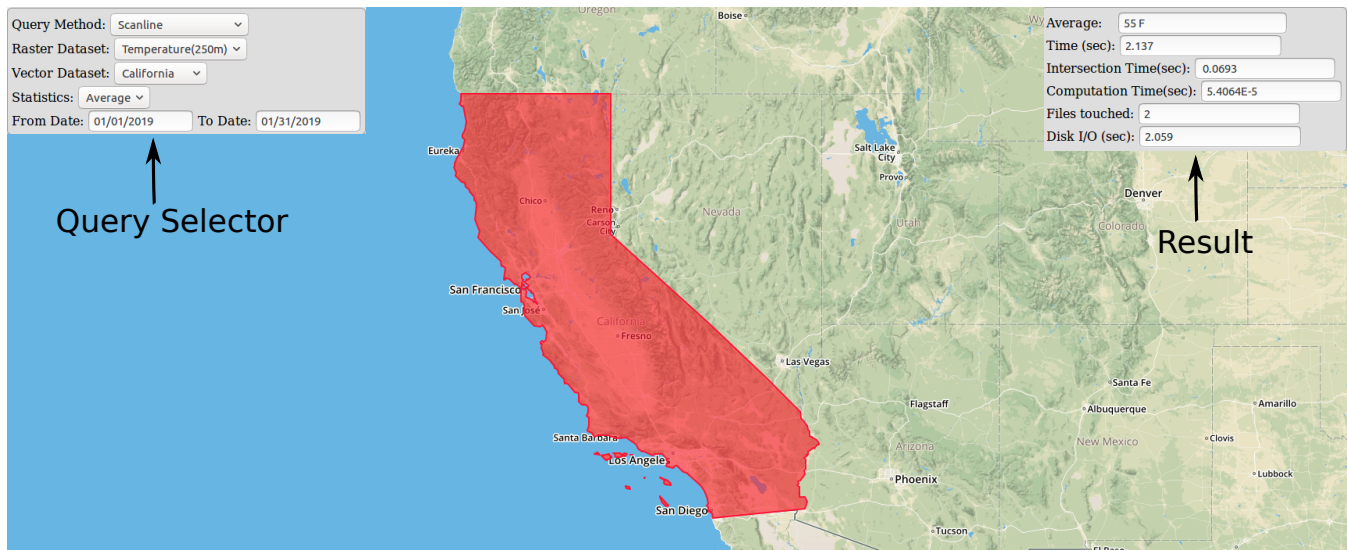 Query Method: Scanline
Raster Dataset: Temperature(250m)
Vector Dataset: California
Statistics: Average
From Date: 01/01/2019 To Date: 01/31/2019
Query Selector
Average: 55 F
Time (sec): 2.137
Intersection Time(sec): 0.0693
Computation Time(sec): 5.4064E-5
Files touched: 2
Disk I/O (sec): 2.059
Result
Oregon
Boise
Eureka
Salt Lake
City
Provo
Denver
Chico
Reno
Carson
City
Nevada
Utah
Colorado
San Francisco
San José
California
Fresno
Las Vegas
Santa Fe
Flagstaff
Albuquerque
Amarillo
Santa Barbara
Los Angeles
Arizona
New Mexico
Clovis
Phoenix
Lubbock
San Diego
Tucson
El Paso